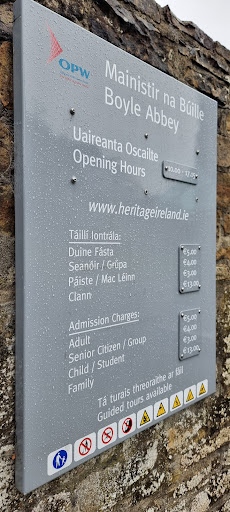 OPW
Mainistir na Búille
Boyle Abbey
Uaireanta Oscailte
Opening Hours
www.heritageireland.ie
Táillí Iontrála:
Duine Fásta €5.00
Seanóir / Grúpa €4.00
Páiste / Mac Léinn €3.00
Clann €13.00
Admission Charges:
Adult €5.00
Senior Citizen / Group €4.00
Child / Student €3.00
Family €13.00
Tá turais threoraithe ar fáil
Guided tours available